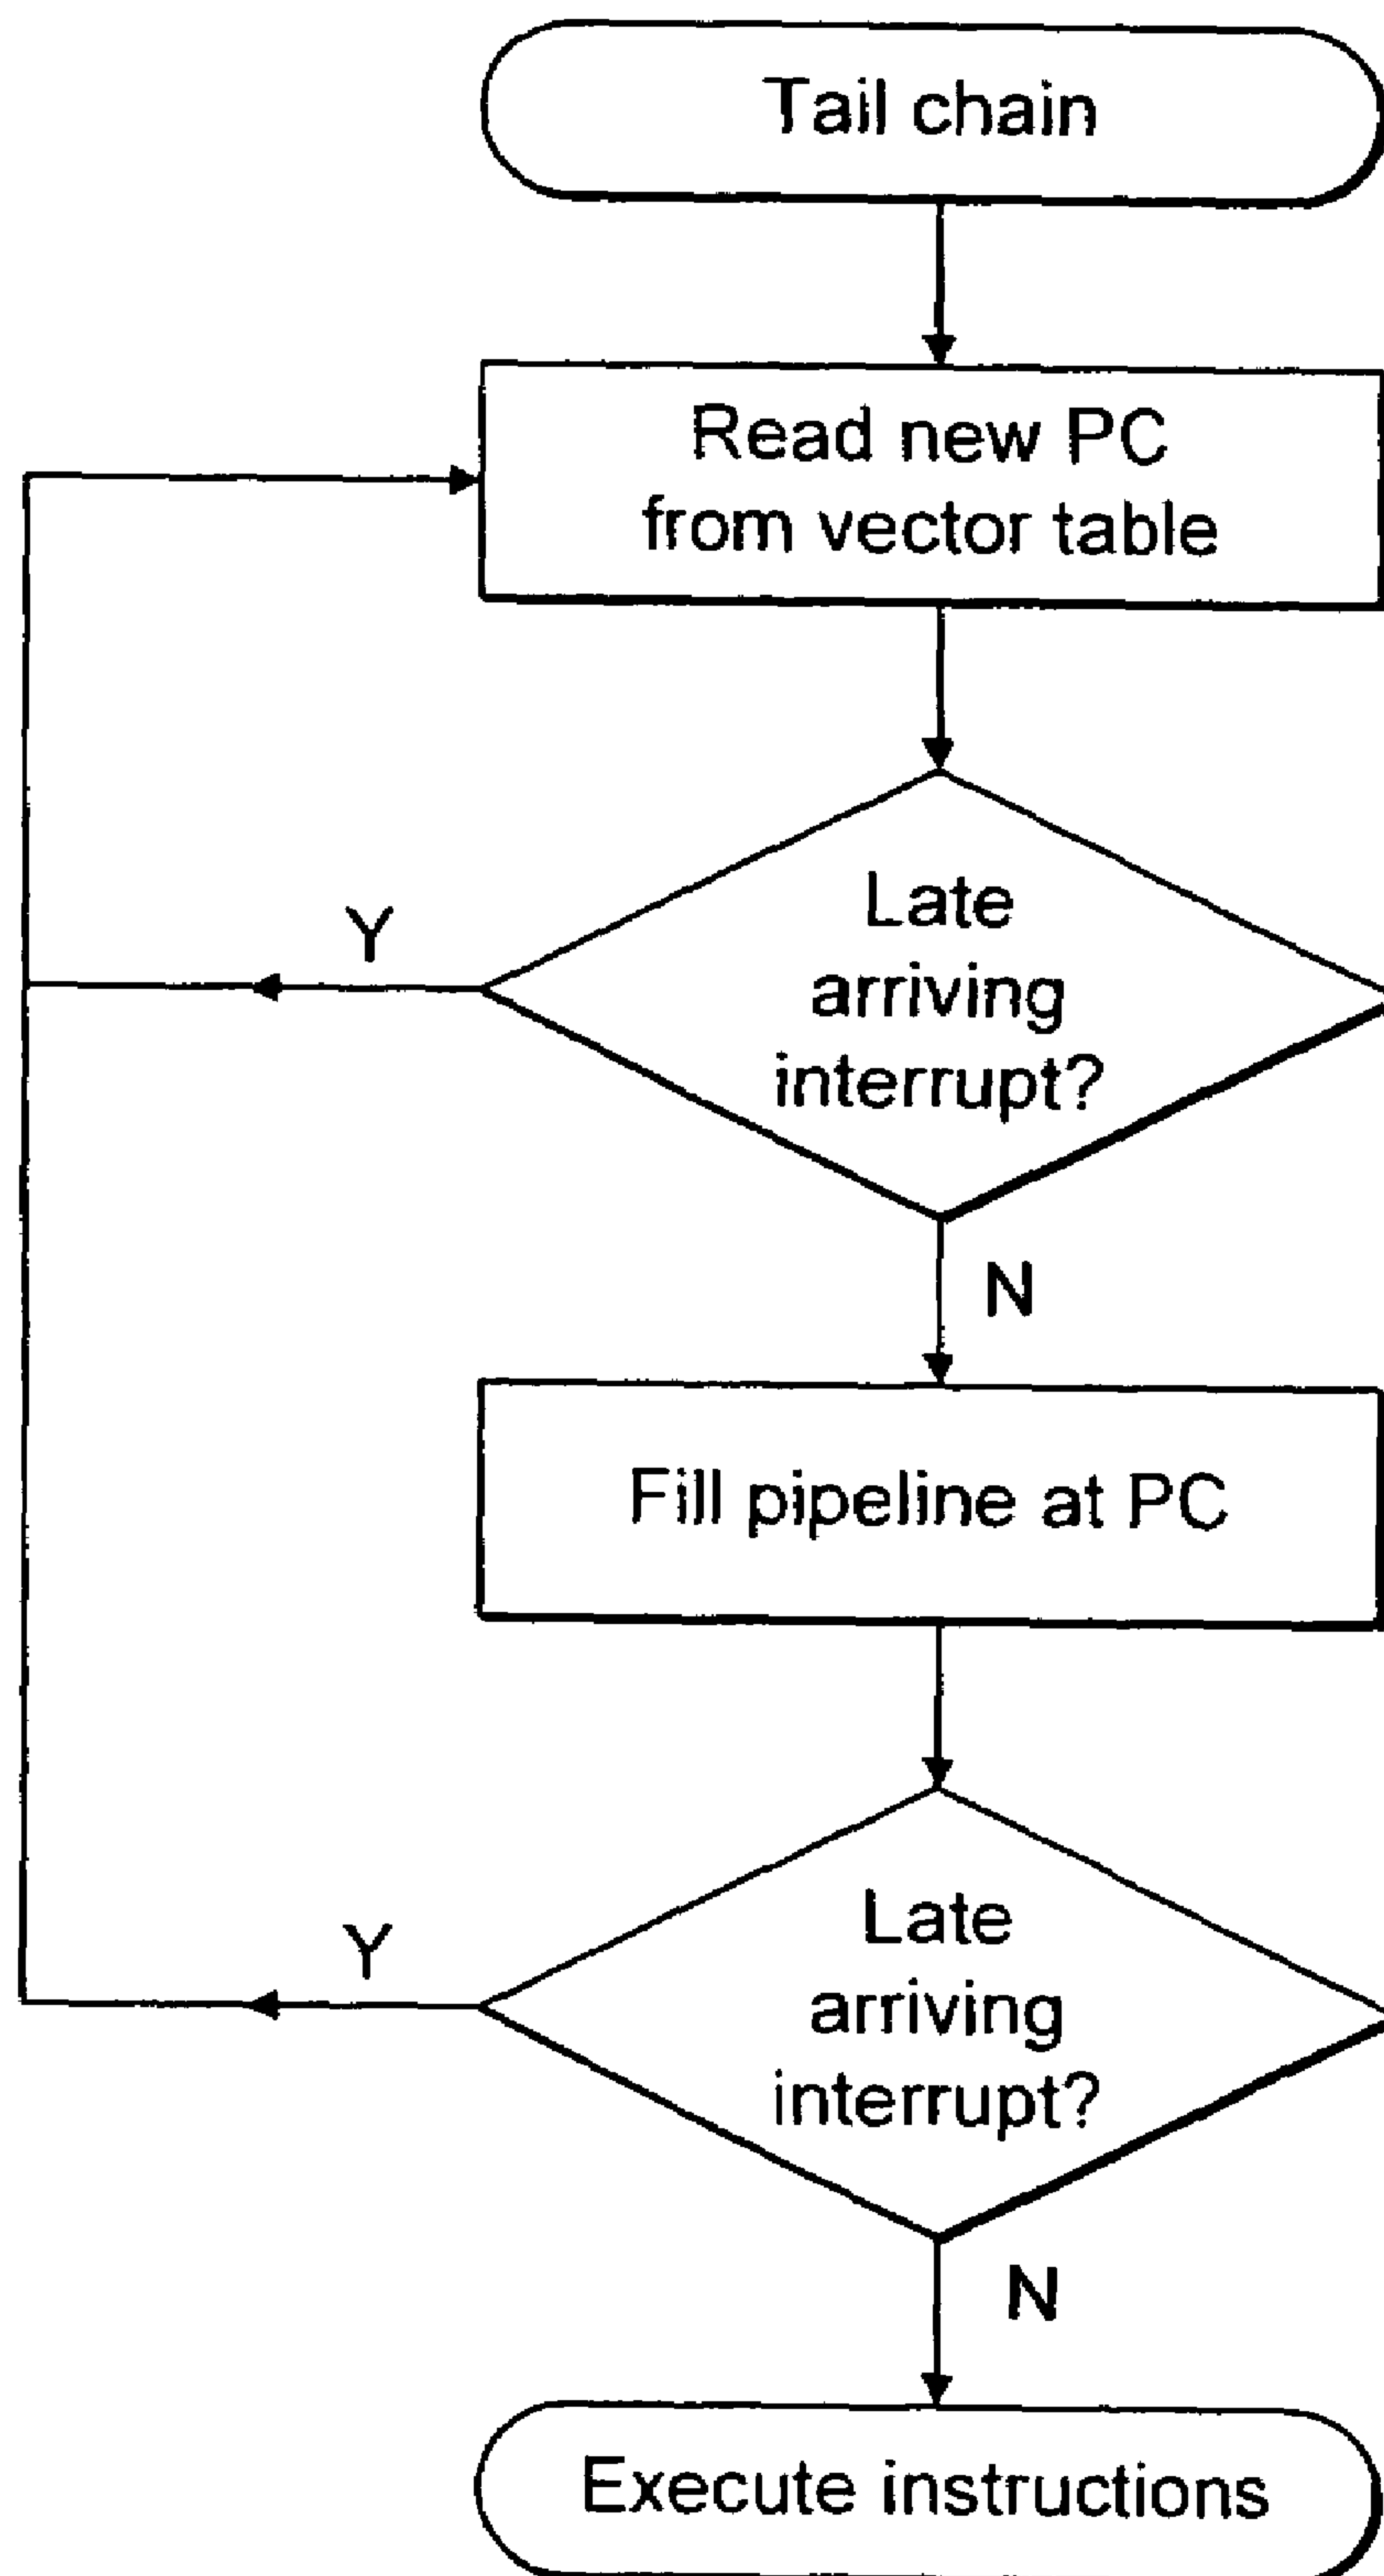 Tail chain
Read new PC
from vector table
Late
arriving
interrupt?
Y
N
Fill pipeline at PC
Late
arriving
interrupt?
Y
N
Execute instructions